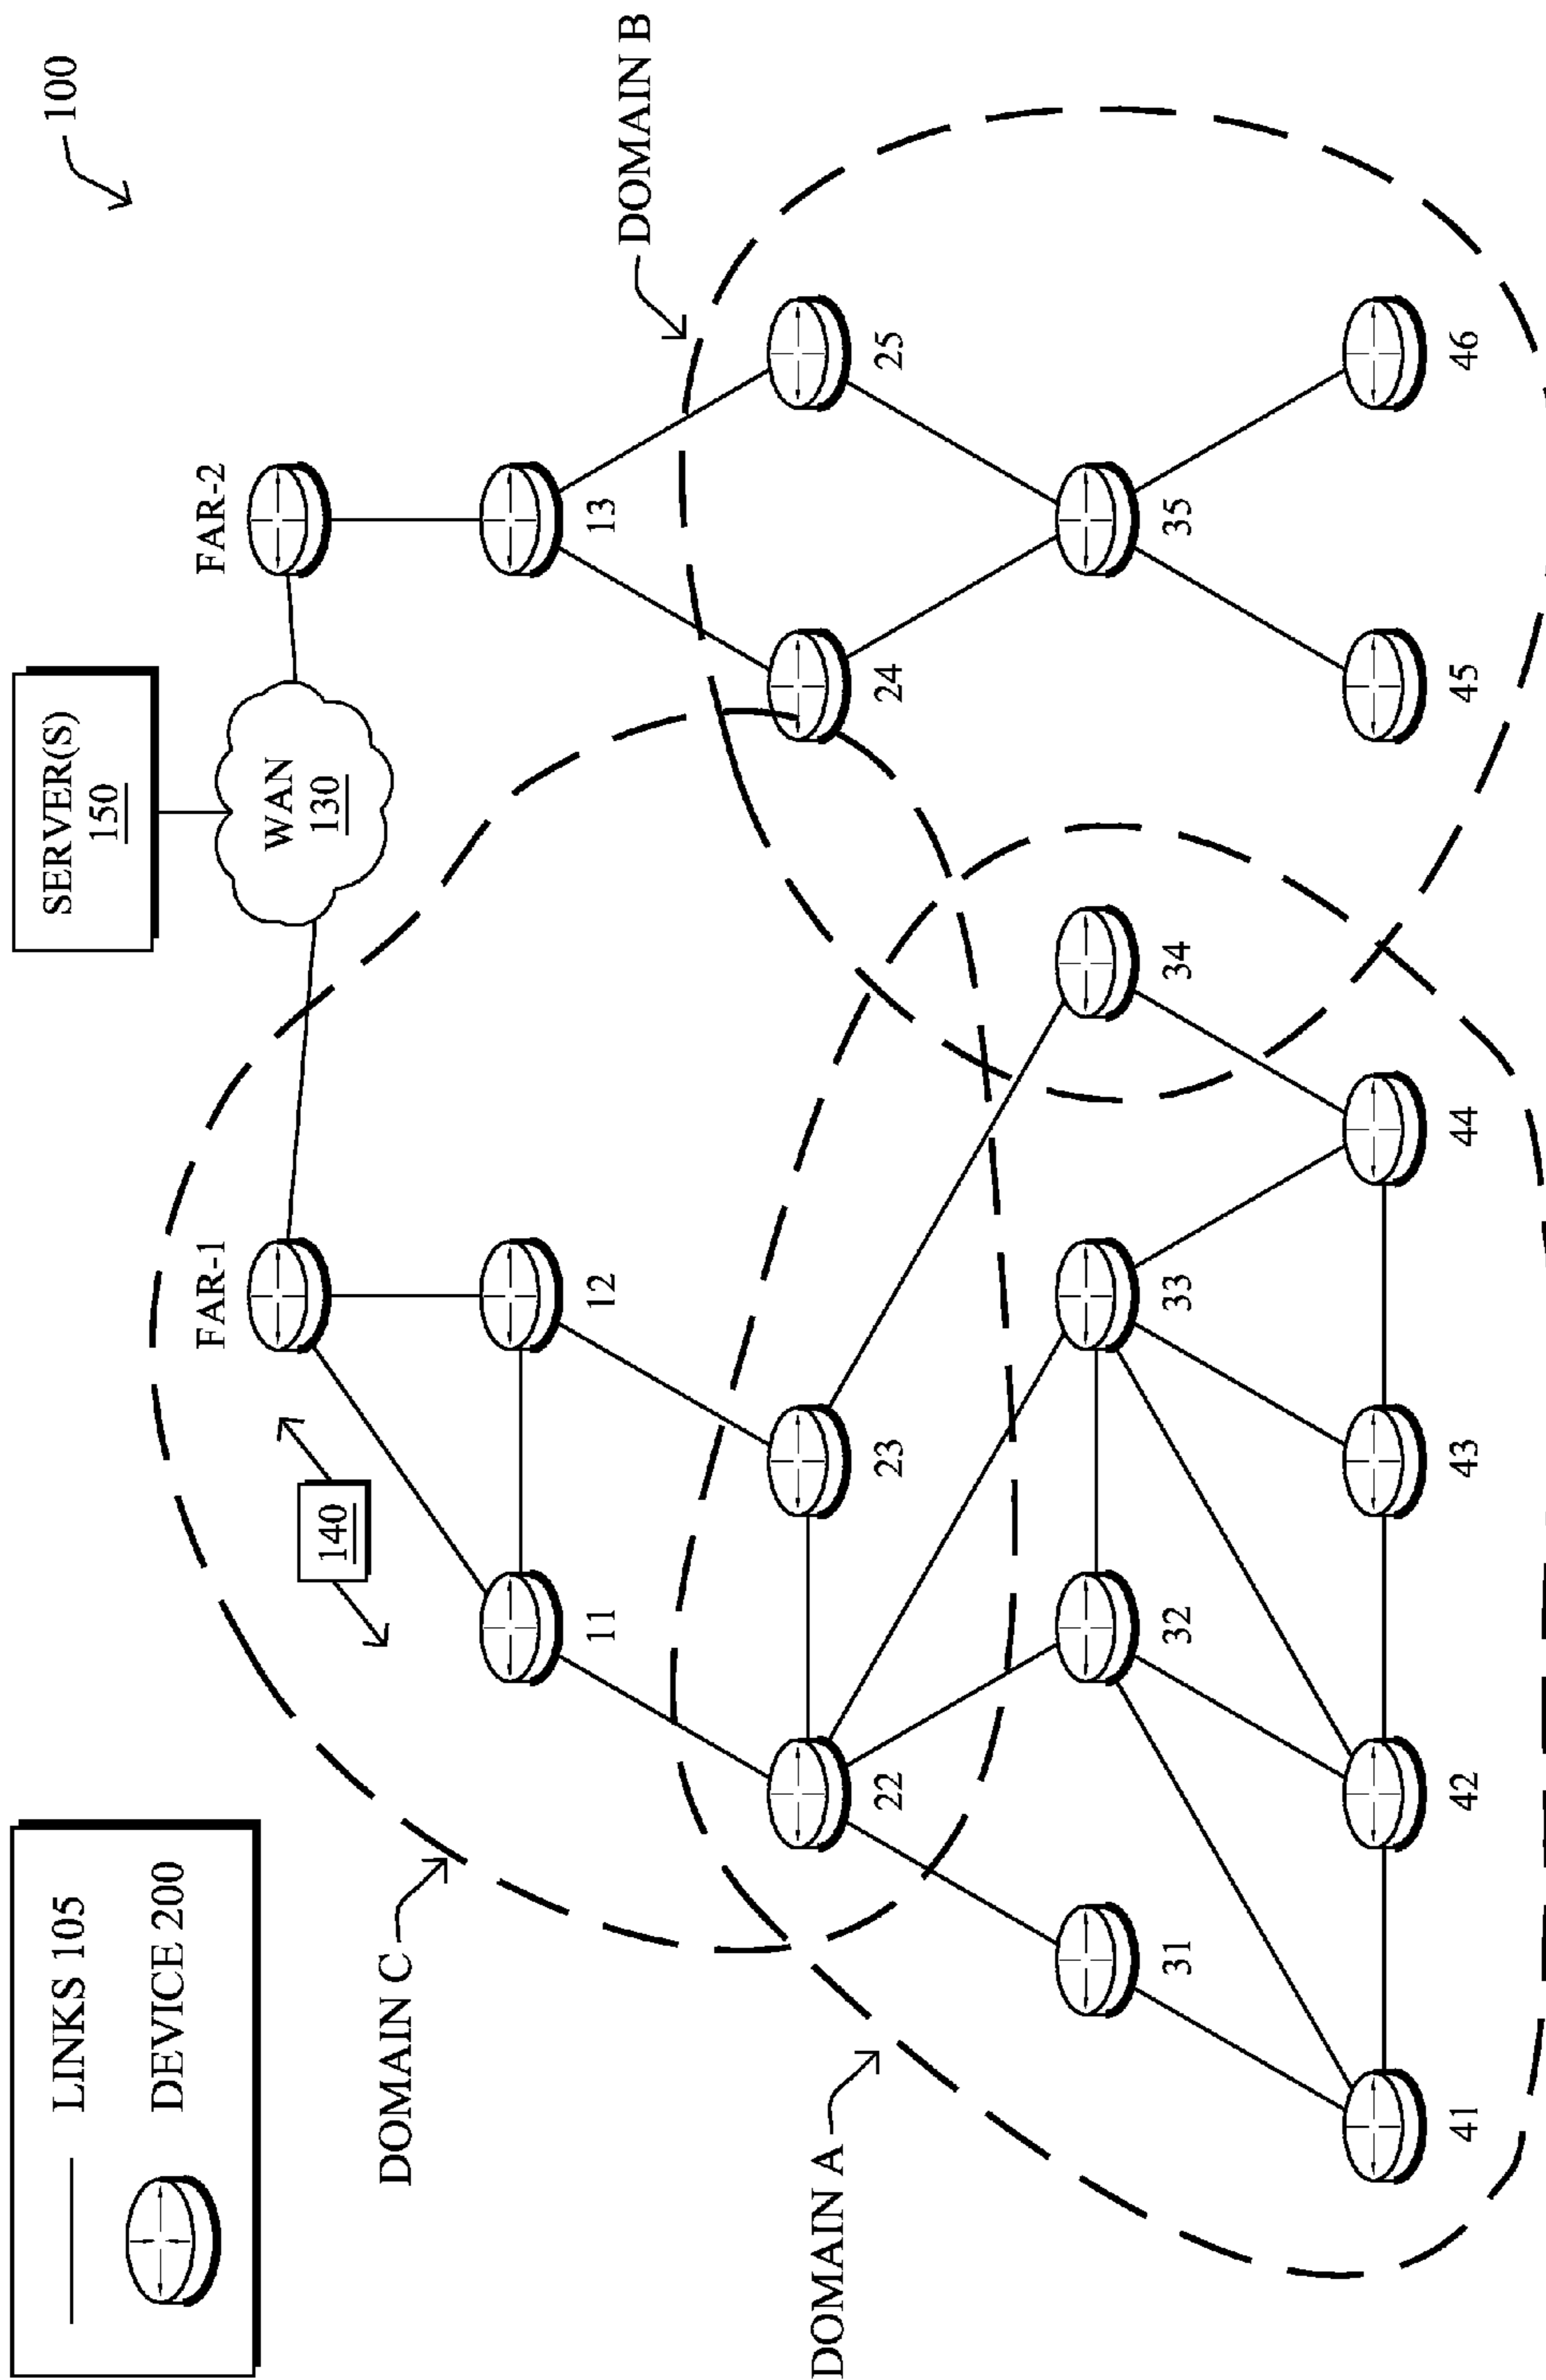 100
LINKS 105
DEVICE 200
SERVER(S)
150
WAN
130
FAR-1
FAR-2
140
DOMAIN C
DOMAIN B
11
12
13
DOMAIN A
22
23
24
25
31
32
33
34
35
41
42
43
44
45
46